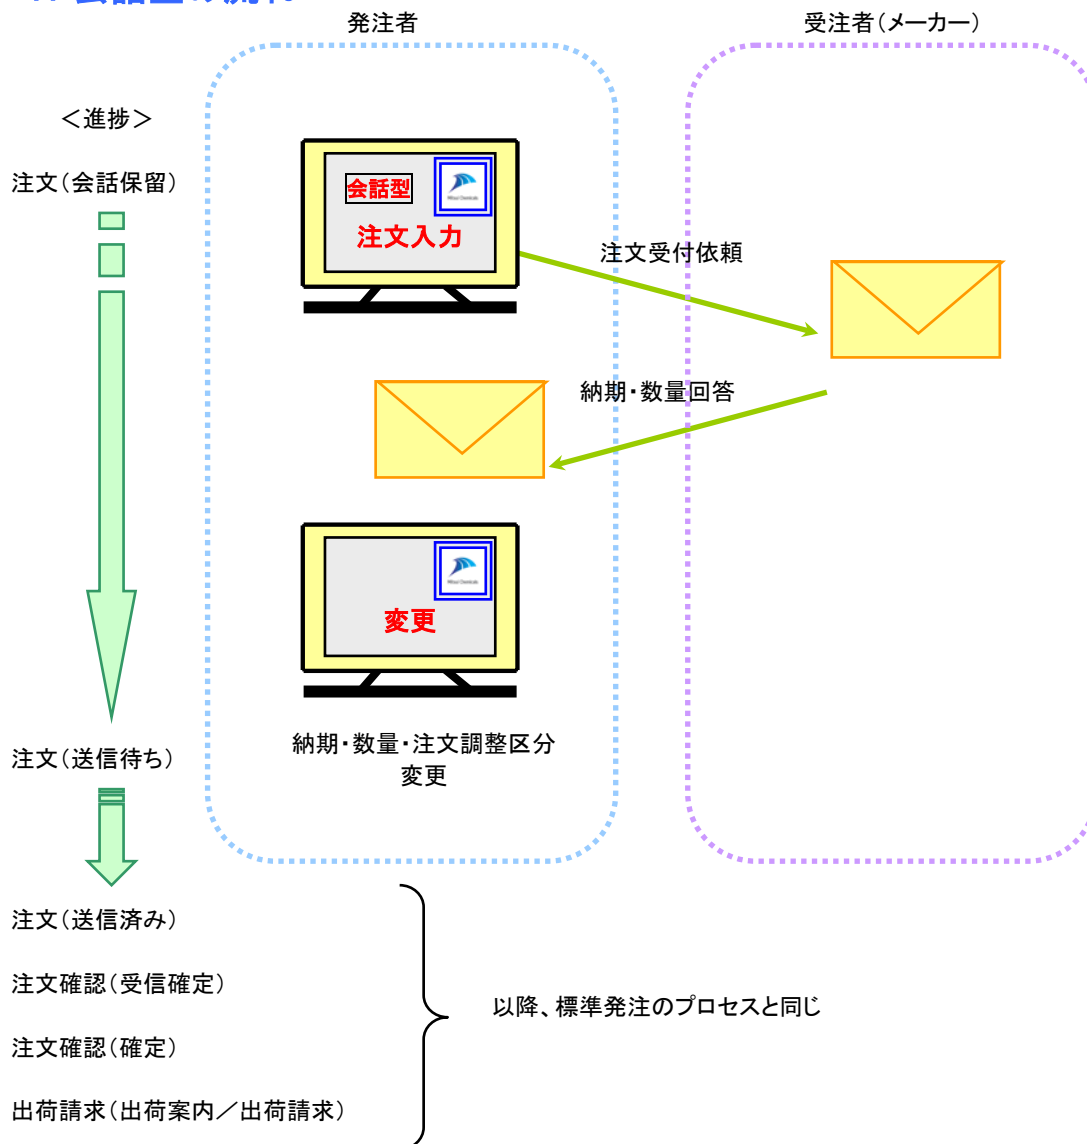 発注者
受注者（メーカー）
＜進捗＞
注文（会話保留）
会話型
注文入力
注文受付依頼
納期・数量回答
変更
注文（送信待ち）
納期・数量・注文調整区分
変更
注文（送信済み）
注文確認（受信確定）
以降、標準発注のプロセスと同じ
注文確認（確定）
出荷請求（出荷案内／出荷請求）